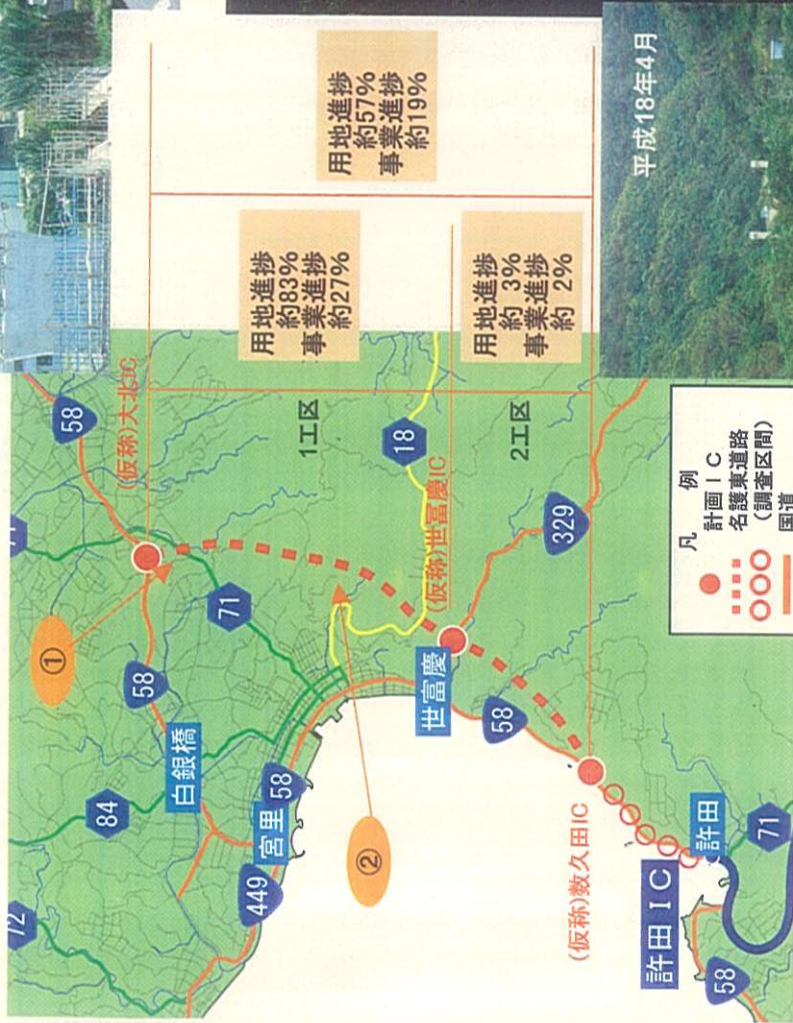 平成18年4月
用地進捗
約57%
事業進捗
約19%
用地進捗
約83%
事業進捗
約27%
用地進捗
約 3%
事業進捗
約 2%
58
(仮称)大北IC
1工区
18
(仮称)世冨慶IC
2工区
329
凡 例
計画IC
名護東道路
(調査区間)
国道
①
71
58
白銀橋
84
宮里
58
世冨慶
58
②
449
72
(仮称)数久田IC
許田IC
許田
71
58